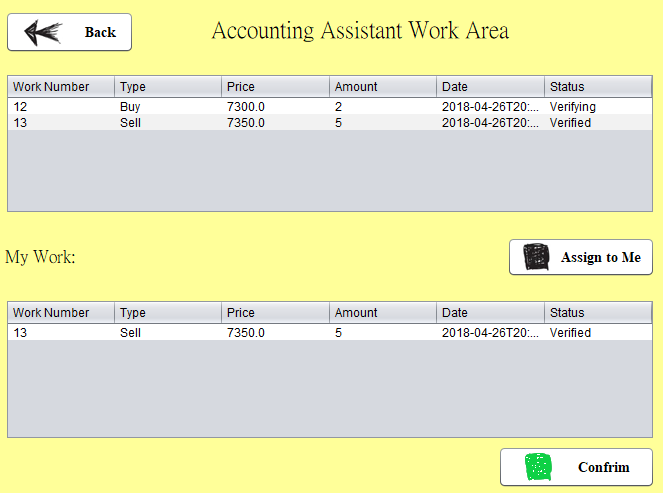 Back
Accounting Assistant Work Area
Work Number Type Price Amount Date Status
12 Buy 7300.0 2 2018-04-26T20:... Verifying
13 Sell 7350.0 5 2018-04-26T20:... Verified
My Work:
Assign to Me
Work Number Type Price Amount Date Status
13 Sell 7350.0 5 2018-04-26T20:... Verified
Confrim